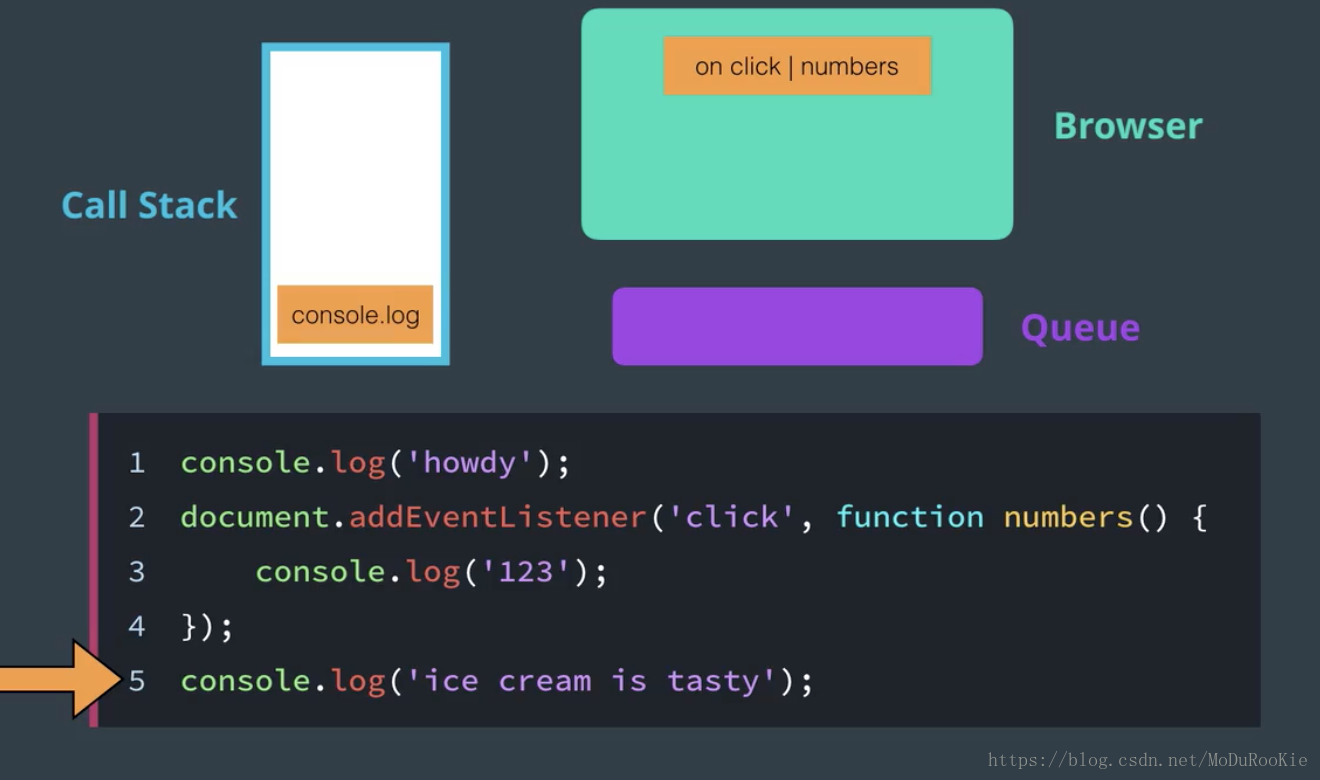 on click | numbers
Browser
Call Stack
console.log
Queue
1 console.log('howdy');
2 document.addEventListener('click', function numbers() {
3     console.log('123');
4 });
5 console.log('ice cream is tasty');
https://blog.csdn.net/MoDuRooKie